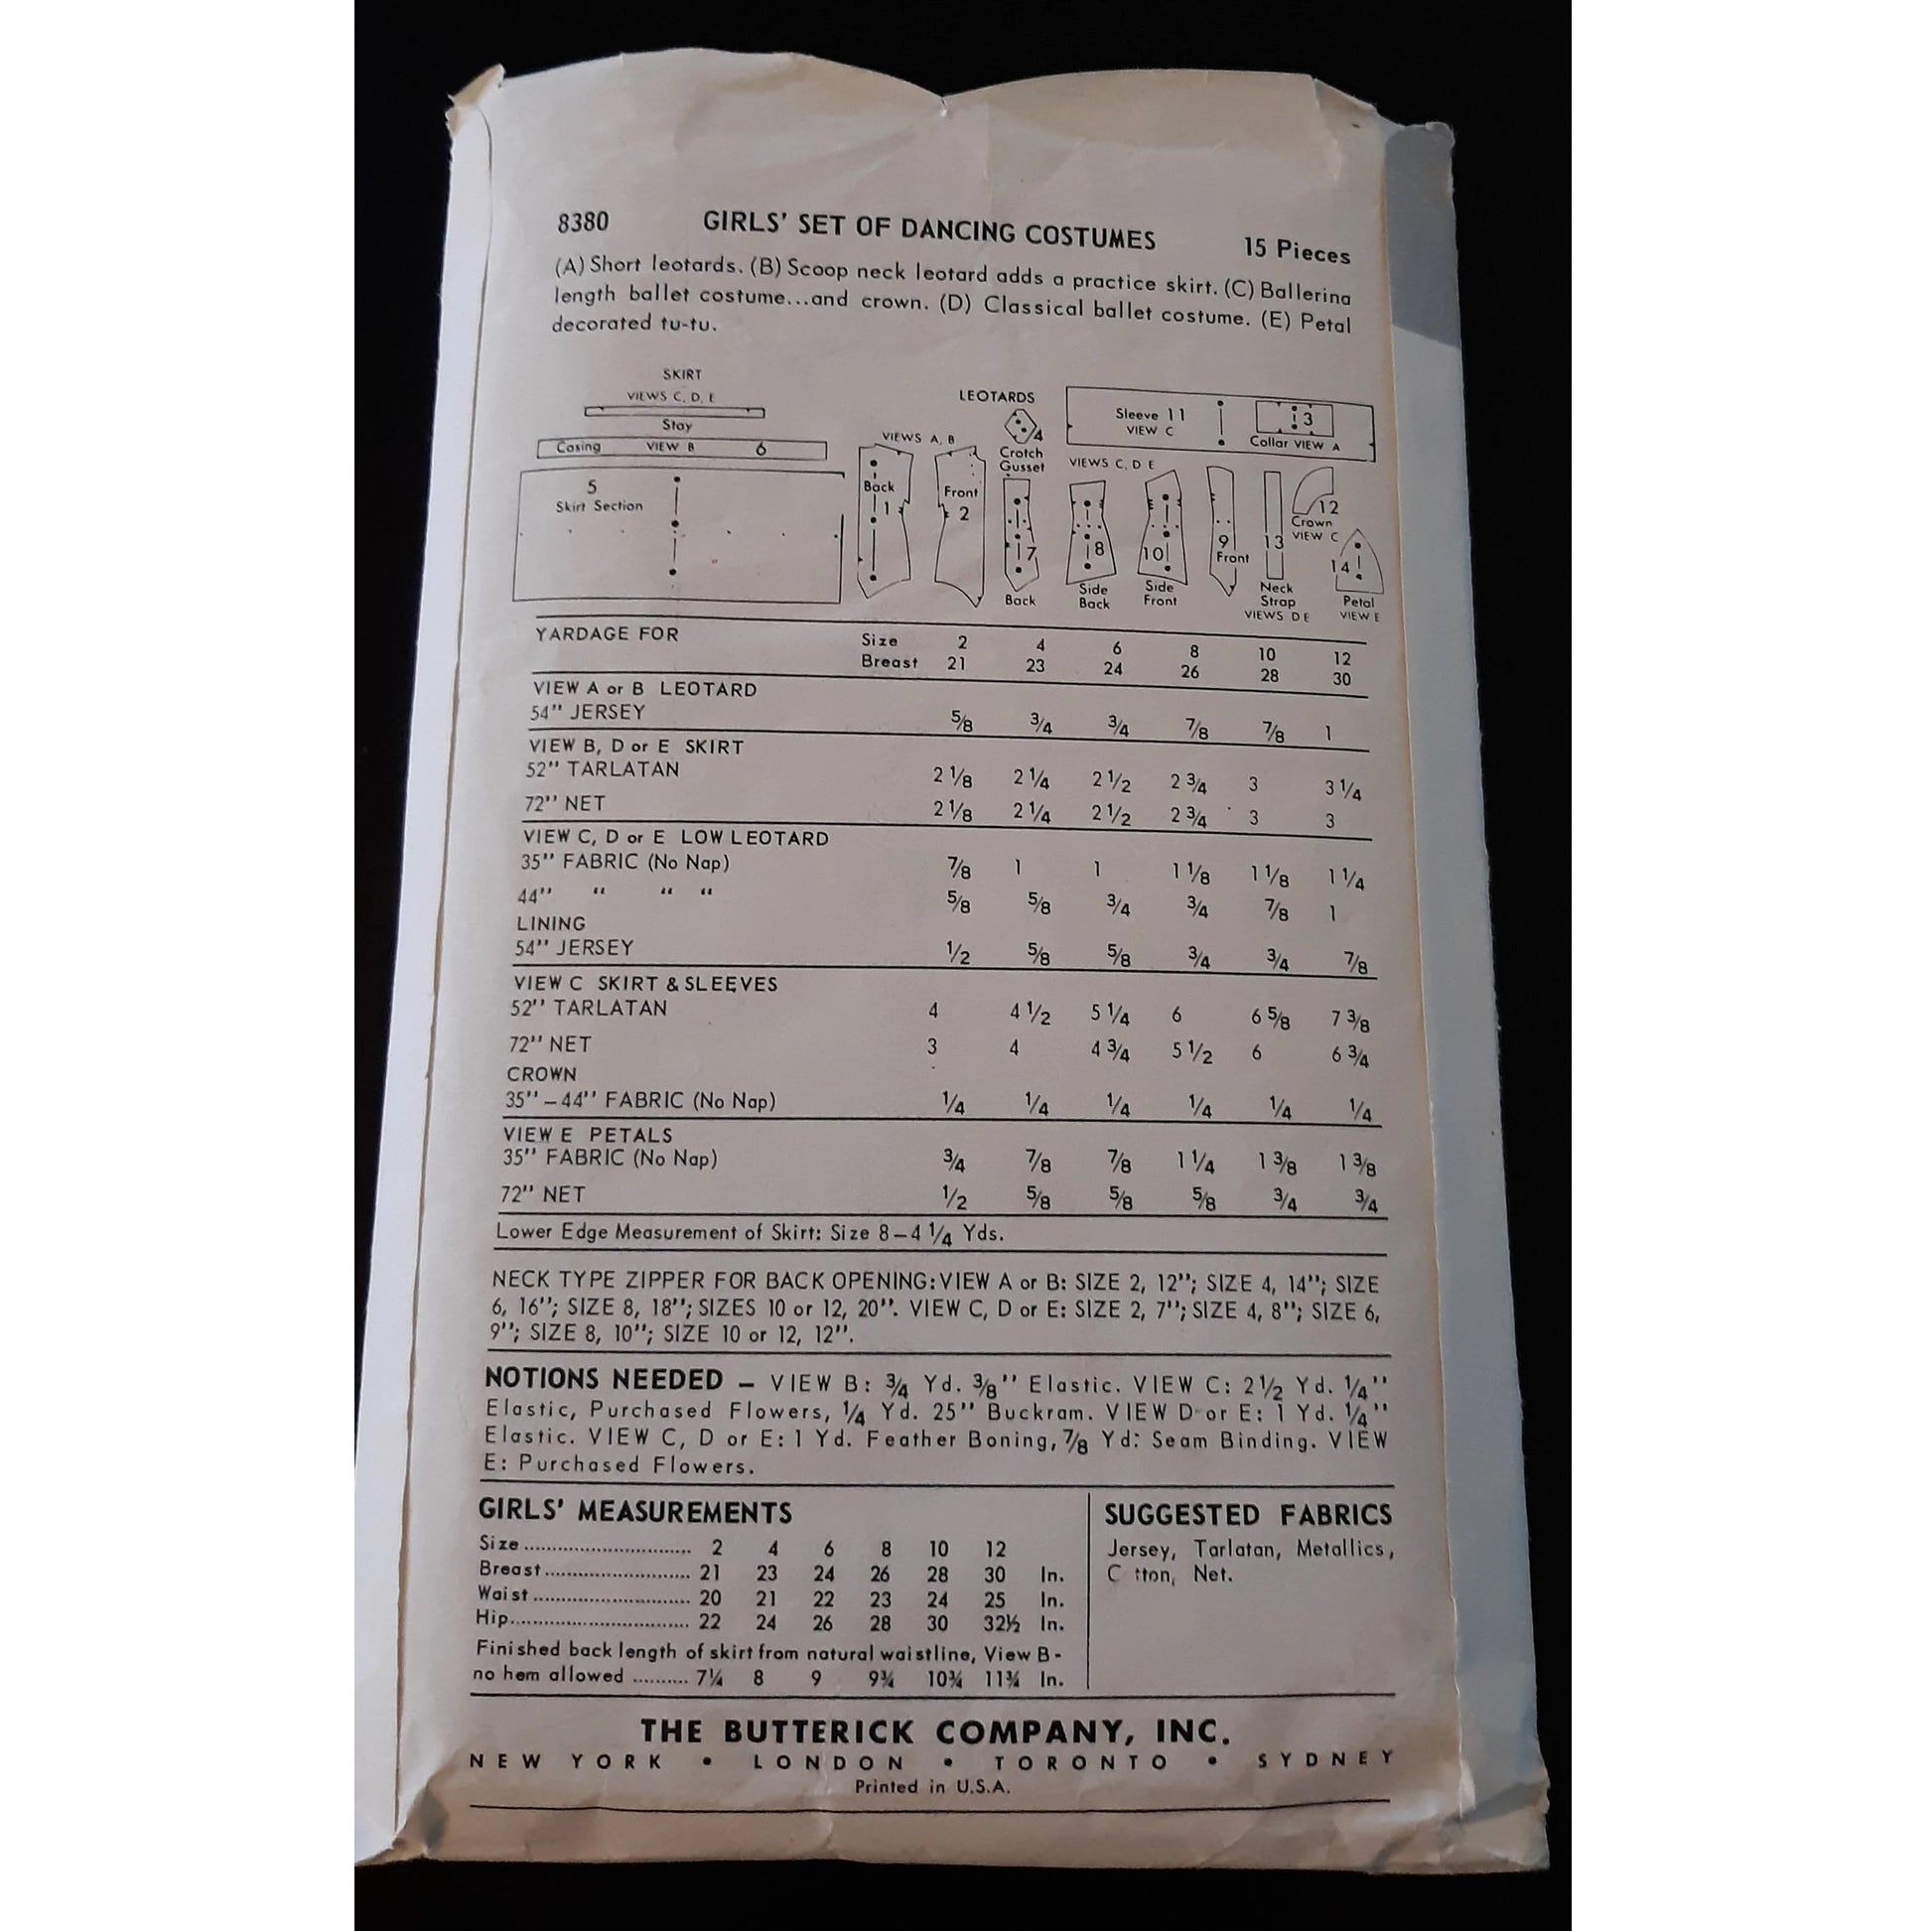 8380 GIRLS' SET OF DANCING COSTUMES 15 Pieces
(A) Short leotards. (B) Scoop neck leotard adds a practice skirt. (C) Ballerina
length ballet costume...and crown. (D) Classical ballet costume. (E) Petal
decorated tu-tu.
SKIRT
VIEWS C, D, E
Stay
Casing VIEW B 6
5
Skirt Section
LEOTARDS
VIEWS A, B
Back
1
Front
2
4
Crotch
Gusset
Sleeve 11
VIEW C
3
Collar VIEW A
VIEWS C, D E
7
Back
8
Side
Back
10
Side
Front
9
Front
13
Neck
Strap
VIEWS D E
12
Crown
VIEW C
14
Petal
VIEW E
YARDAGE FOR Size 2 4 6 8 10 12
Breast 21 23 24 26 28 30
VIEW A or B LEOTARD
54" JERSEY 5/8 3/4 3/4 7/8 7/8 1
VIEW B, D or E SKIRT
52" TARLATAN 2 1/8 2 1/4 2 1/2 2 3/4 3 3 1/4
72" NET 2 1/8 2 1/4 2 1/2 2 3/4 3 3
VIEW C, D or E LOW LEOTARD
35" FABRIC (No Nap) 7/8 1 1 1 1/8 1 1/8 1 1/4
44" " " " 5/8 5/8 3/4 3/4 7/8 1
LINING
54" JERSEY 1/2 5/8 5/8 3/4 3/4 7/8
VIEW C SKIRT & SLEEVES
52" TARLATAN 4 4 1/2 5 1/4 6 6 5/8 7 3/8
72" NET 3 4 4 3/4 5 1/2 6 6 3/4
CROWN
35" – 44" FABRIC (No Nap) 1/4 1/4 1/4 1/4 1/4 1/4
VIEW E PETALS
35" FABRIC (No Nap) 3/4 7/8 7/8 1 1/4 1 3/8 1 3/8
72" NET 1/2 5/8 5/8 5/8 3/4 3/4
Lower Edge Measurement of Skirt: Size 8 – 4 1/4 Yds.
NECK TYPE ZIPPER FOR BACK OPENING: VIEW A or B: SIZE 2, 12"; SIZE 4, 14"; SIZE
6, 16"; SIZE 8, 18"; SIZES 10 or 12, 20". VIEW C, D or E: SIZE 2, 7"; SIZE 4, 8"; SIZE 6,
9"; SIZE 8, 10"; SIZE 10 or 12, 12".
NOTIONS NEEDED – VIEW B: 3/4 Yd. 3/8" Elastic. VIEW C: 2 1/2 Yd. 1/4"
Elastic, Purchased Flowers, 1/4 Yd. 25" Buckram. VIEW D or E: 1 Yd. 1/4"
Elastic. VIEW C, D or E: 1 Yd. Feather Boning, 7/8 Yd. Seam Binding. VIEW
E: Purchased Flowers.
GIRLS' MEASUREMENTS
Size .............................. 2 4 6 8 10 12
Breast .......................... 21 23 24 26 28 30 In.
Waist ............................ 20 21 22 23 24 25 In.
Hip ................................ 22 24 26 28 30 32½ In.
Finished back length of skirt from natural waistline, View B-
no hem allowed .......... 7¼ 8 9 9¾ 10¾ 11¾ In.
SUGGESTED FABRICS
Jersey, Tarlatan, Metallics,
C tton, Net.
THE BUTTERICK COMPANY, INC.
NEW YORK • LONDON • TORONTO • SYDNEY
Printed in U.S.A.